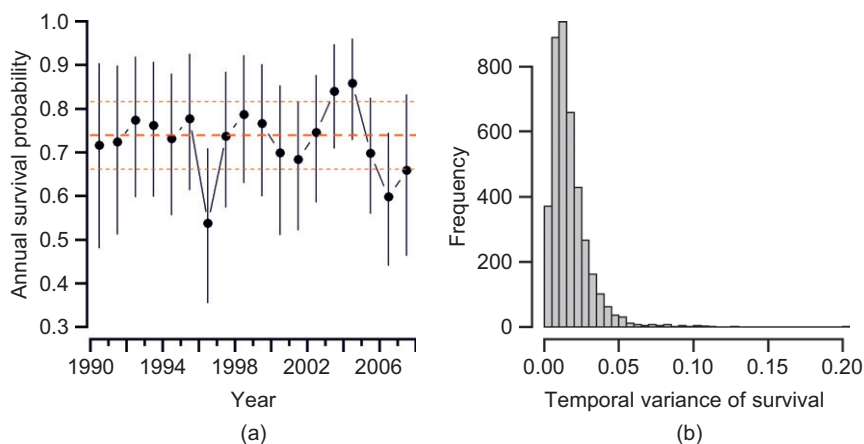 Annual survival probability
1.0
0.9
0.8
0.7
0.6
0.5
0.4
0.3
1990 1994 1998 2002 2006
Year
(a)
Frequency
800
600
400
200
0
0.00 0.05 0.10 0.15 0.20
Temporal variance of survival
(b)